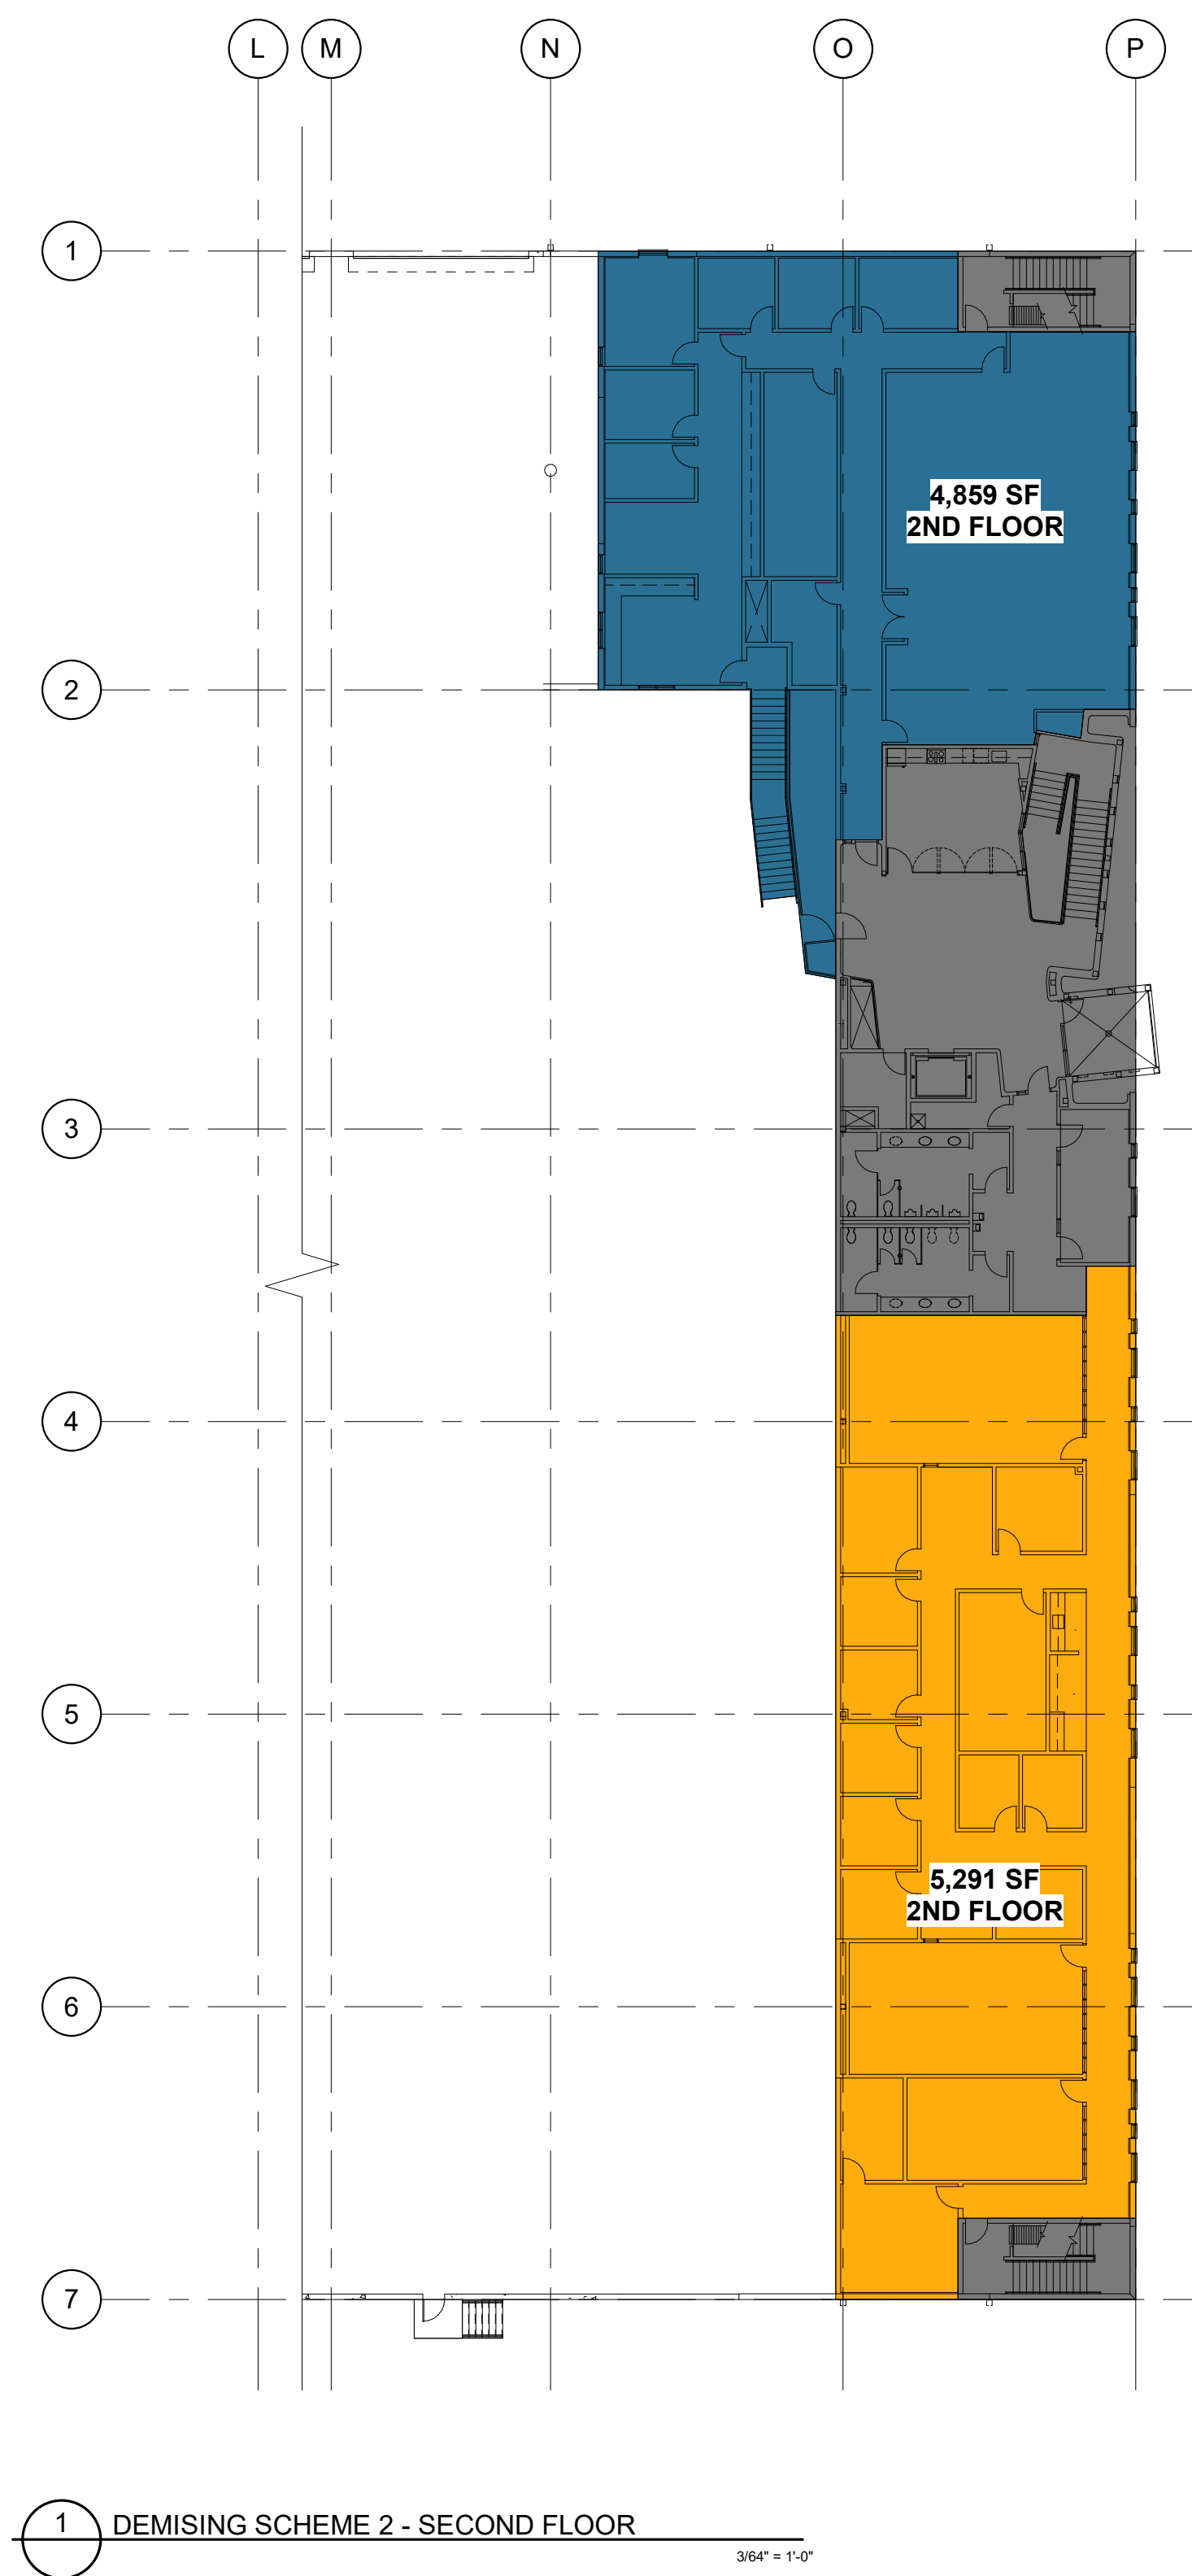 L
M
N
O
P
1
2
3
4
5
6
7
4,859 SF
2ND FLOOR
5,291 SF
2ND FLOOR
1
DEMISING SCHEME 2 - SECOND FLOOR
3/64" = 1'-0"